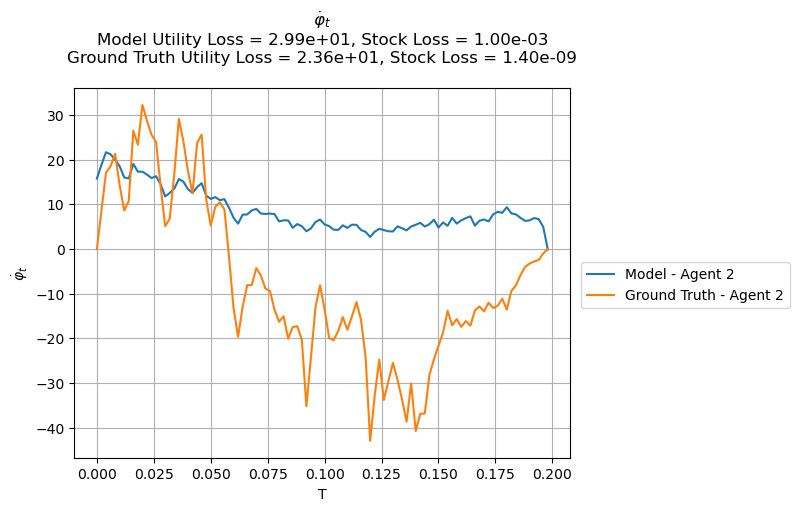 φ̇ₜ
Model Utility Loss = 2.99e+01, Stock Loss = 1.00e-03
Ground Truth Utility Loss = 2.36e+01, Stock Loss = 1.40e-09
30
20
10
0
−10
−20
−30
−40
φ̇ₜ
0.000
0.025
0.050
0.075
0.100
0.125
0.150
0.175
0.200
T
Model - Agent 2
Ground Truth - Agent 2